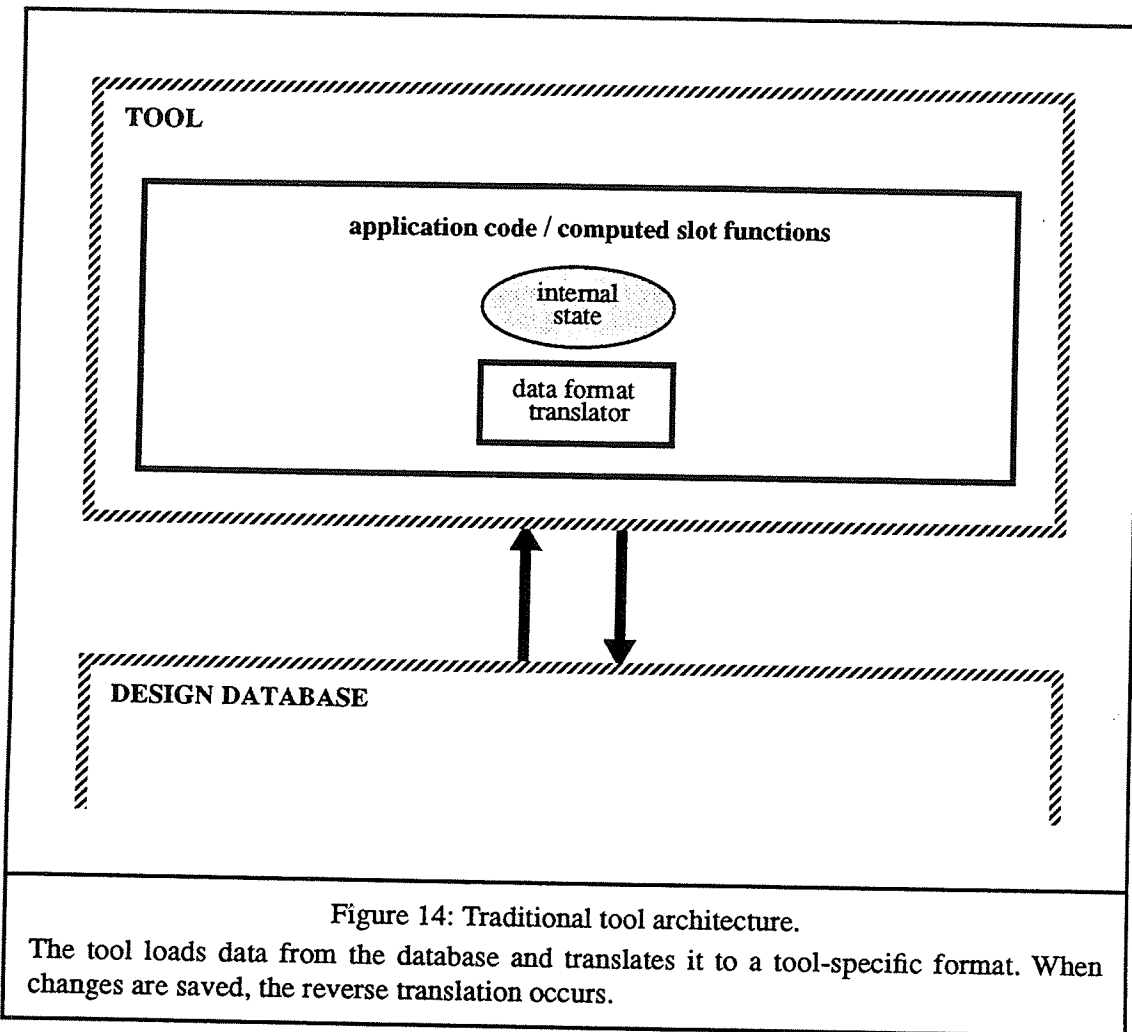 TOOL
application code / computed slot functions
internal
state
data format
translator
DESIGN DATABASE
Figure 14: Traditional tool architecture.
The tool loads data from the database and translates it to a tool-specific format. When
changes are saved, the reverse translation occurs.